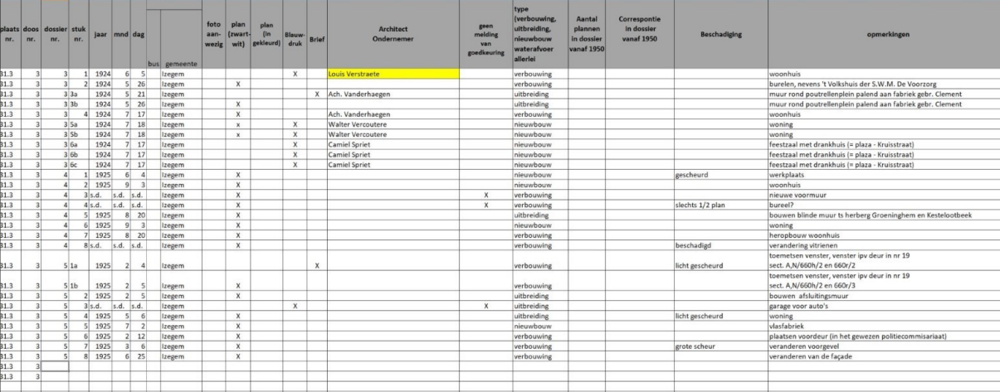 plaats nr. doos nr. dossier nr. stuk nr. jaar mnd dag bus gemeente foto aan-wezig plan (zwart-wit) plan (in gekleurd) Blauw-druk Brief Architect Ondernemer geen melding van goedkeuring type (verbouwing, uitbreiding, nieuwbouw waterafvoer allerlei Aantal plannen in dossier vanaf 1950 Correspontie in dossier vanaf 1950 Beschadiging opmerkingen
31.3 3 3 1 1924 6 5 Izegem X Louis Verstraete verbouwing woonhuis
31.3 3 3 2 1924 5 26 Izegem X verbouwing burelen, nevens 't Volkshuis der S.W.M. De Voorzorg
31.3 3 3 3a 1924 5 21 Izegem X Ach. Vanderhaegen uitbreiding muur rond poutrellenplein palend aan fabriek gebr. Clement
31.3 3 3 3b 1924 5 26 Izegem X uitbreiding muur rond poutrellenplein palend aan fabriek gebr. Clement
31.3 3 3 4 1924 7 17 Izegem X Ach. Vanderhaegen verbouwing woonhuis
31.3 3 3 5a 1924 7 18 Izegem x X Walter Vercoutere nieuwbouw woning
31.3 3 3 5b 1924 7 18 Izegem x X Walter Vercoutere nieuwbouw woning
31.3 3 3 6a 1924 7 17 Izegem X Camiel Spriet nieuwbouw feestzaal met drankhuis (= plaza - Kruisstraat)
31.3 3 3 6b 1924 7 17 Izegem X Camiel Spriet nieuwbouw feestzaal met drankhuis (= plaza - Kruisstraat)
31.3 3 3 6c 1924 7 17 Izegem X Camiel Spriet nieuwbouw feestzaal met drankhuis (= plaza - Kruisstraat)
31.3 3 4 1 1925 6 4 Izegem X nieuwbouw gescheurd werkplaats
31.3 3 4 2 1925 9 3 Izegem X nieuwbouw woonhuis
31.3 3 4 3 s.d. s.d. s.d. Izegem X X verbouwing nieuwe voormuur
31.3 3 4 4 s.d. s.d. s.d. Izegem X X verbouwing slechts 1/2 plan bureel?
31.3 3 4 5 1925 8 20 Izegem X uitbreiding bouwen blinde muur ts herberg Groeninghem en Kestelootbeek
31.3 3 4 6 1925 9 3 Izegem X nieuwbouw woning
31.3 3 4 7 1925 8 20 Izegem X verbouwing heropbouw woonhuis
31.3 3 4 8 s.d. s.d. s.d. Izegem X verbouwing beschadigd verandering vitrienen
toemetsen venster, venster ipv deur in nr 19
31.3 3 5 1a 1925 2 4 Izegem X verbouwing licht gescheurd sect. A,N/660h/2 en 660r/2
toemetsen venster, venster ipv deur in nr 19
sect. A,N/660h/2 en 660r/3
31.3 3 5 1b 1925 2 5 Izegem X verbouwing
31.3 3 5 2 1925 2 5 Izegem X uitbreiding bouwen afsluitingsmuur
31.3 3 5 3 s.d. s.d. s.d. Izegem X X uitbreiding garage voor auto's
31.3 3 5 4 1925 5 6 Izegem X uitbreiding licht gescheurd woning
31.3 3 5 5 1925 7 2 Izegem X nieuwbouw vlasfabriek
31.3 3 5 6 1925 2 12 Izegem X verbouwing plaatsen voordeur (in het gewezen politiecommisariaat)
31.3 3 5 7 1925 3 6 Izegem X verbouwing grote scheur veranderen voorgevel
31.3 3 5 8 1925 6 25 Izegem X verbouwing veranderen van de façade
31.3 3
31.3 3